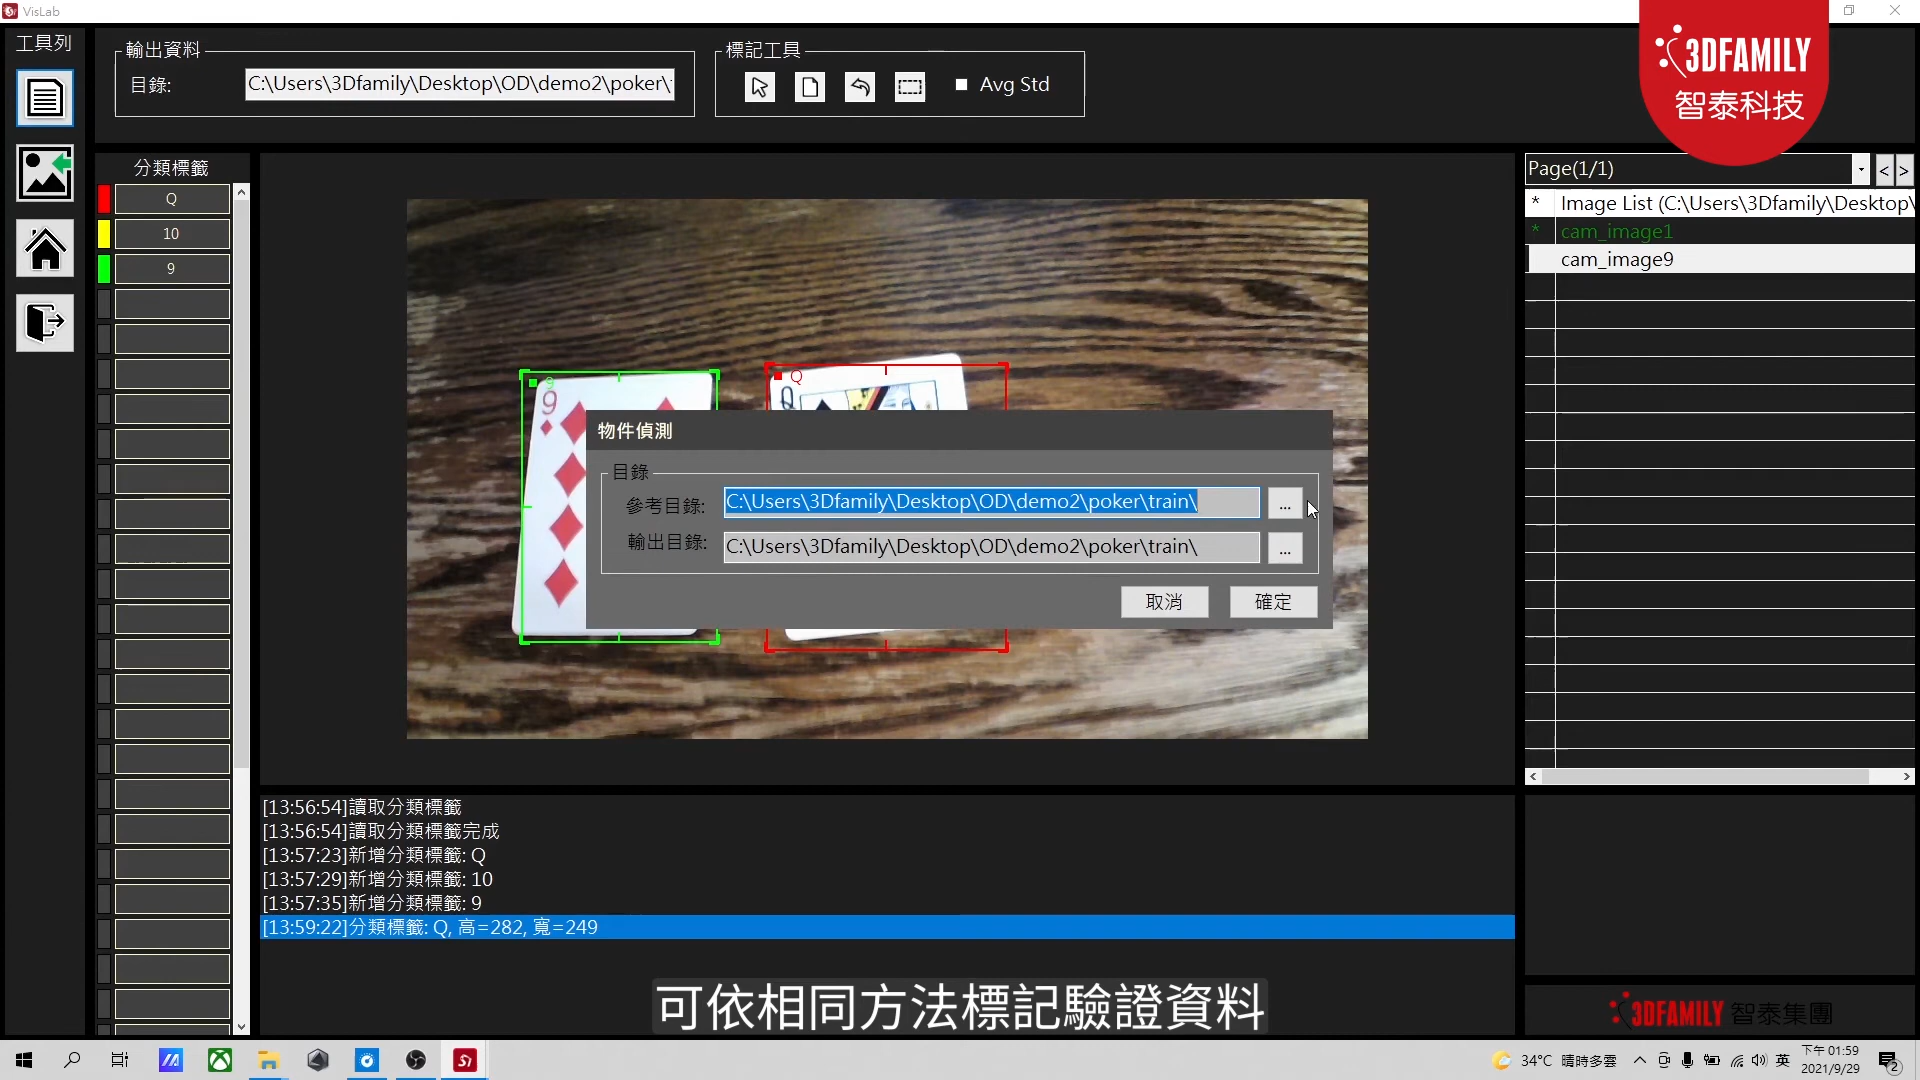 VisLab
工具列
輸出資料
目錄:
C:\Users\3Dfamily\Desktop\OD\demo2\poker\
標記工具
Avg Std
3DFAMILY
智泰科技
分類標籤
Q
10
9
Page(1/1)
< >
* Image List (C:\Users\3Dfamily\Desktop\
* cam_image1
cam_image9
9
9
Q
Q
物件偵測
目錄
參考目錄:
C:\Users\3Dfamily\Desktop\OD\demo2\poker\train\
...
輸出目錄:
C:\Users\3Dfamily\Desktop\OD\demo2\poker\train\
...
取消
確定
[13:56:54]讀取分類標籤
[13:56:54]讀取分類標籤完成
[13:57:23]新增分類標籤: Q
[13:57:29]新增分類標籤: 10
[13:57:35]新增分類標籤: 9
[13:59:22]分類標籤: Q, 高=282, 寬=249
可依相同方法標記驗證資料
3DFAMILY 智泰集團
34°C 晴時多雲
英
下午 01:59
2021/9/29
2